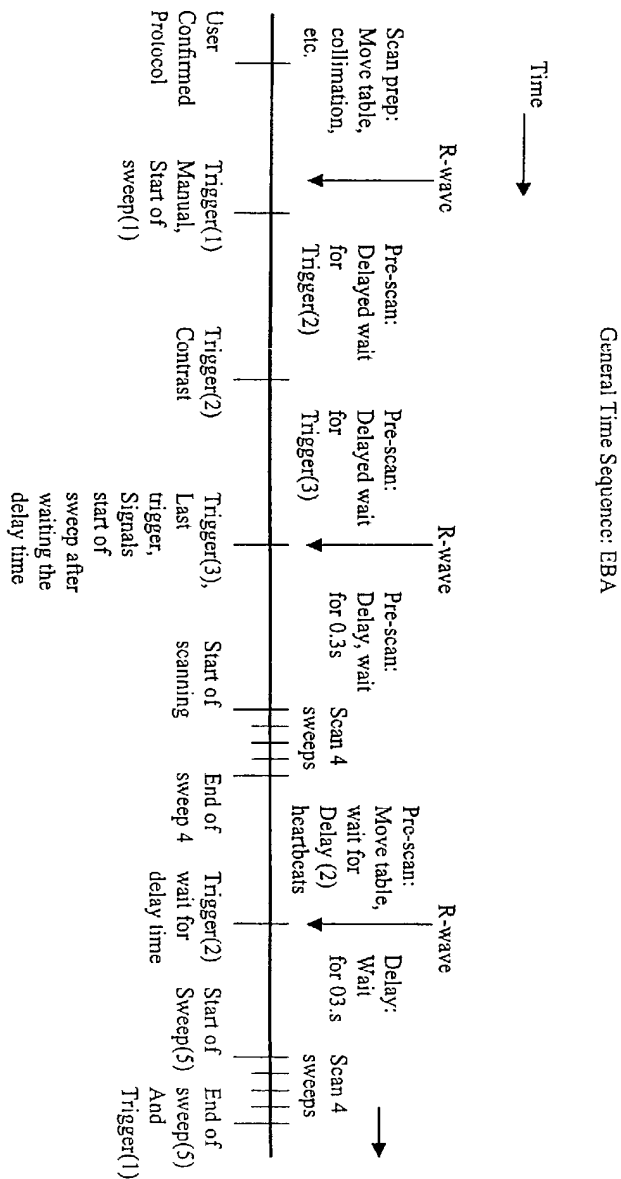 General Time Sequence: EBA
Time
R-wave
R-wave
R-wave
Scan prep:
Move table,
collimation,
etc.
Pre-scan:
Delayed wait
for
Trigger(2)
Pre-scan:
Delayed wait
for
Trigger(3)
Pre-scan:
Delay, wait
for 0.3s
Scan 4
sweeps
Pre-scan:
Move table,
wait for
Delay (2)
heartbeats
Delay:
Wait
for 03.s
Scan 4
sweeps
User
Confirmed
Protocol
Trigger(1)
Manual,
Start of
sweep(1)
Trigger(2)
Contrast
Trigger(3),
Last
trigger,
Signals
start of
sweep after
waiting the
delay time
Start of
scanning
End of
sweep 4
Trigger(2)
wait for
delay time
Start of
Sweep(5)
End of
sweep(5)
And
Trigger(1)